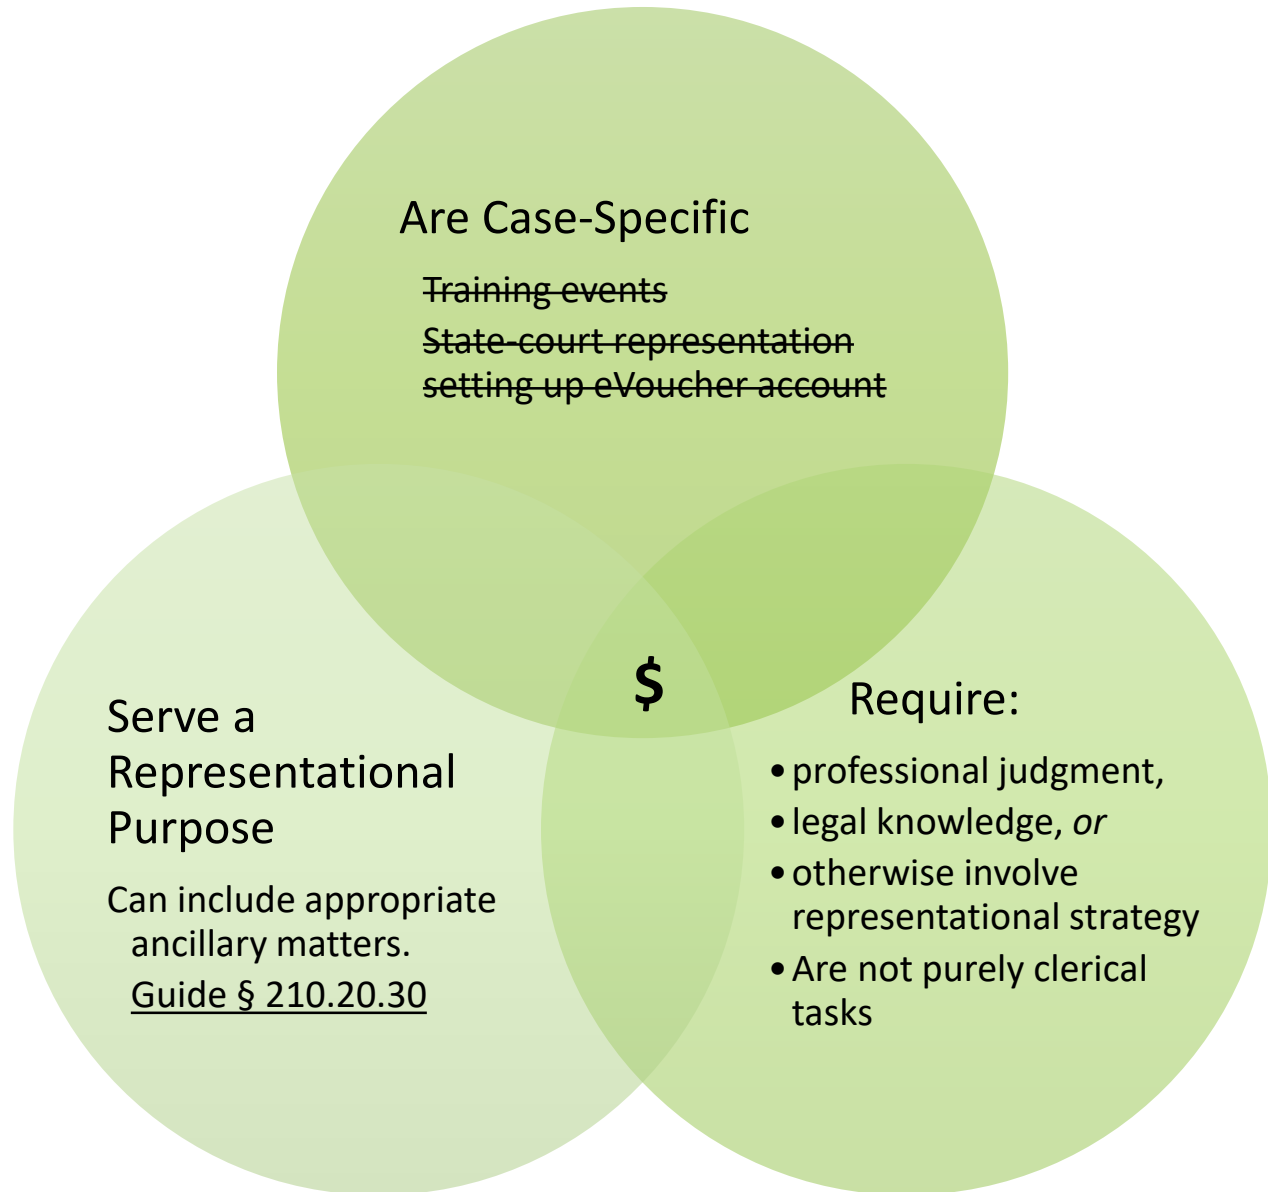 Are Case-Specific
Training events
State-court representation
setting up eVoucher account
$
Serve a
Representational
Purpose
Can include appropriate
ancillary matters.
Guide § 210.20.30
Require:
• professional judgment,
• legal knowledge, or
• otherwise involve
representational strategy
• Are not purely clerical
tasks